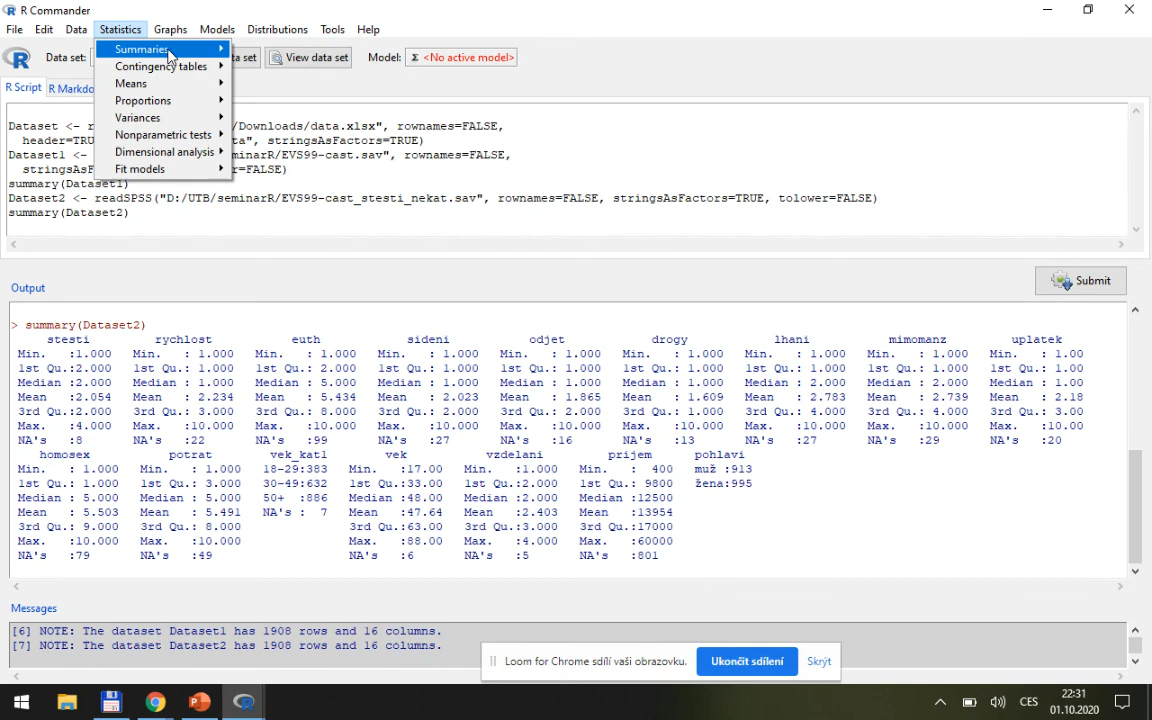 R Commander
File Edit Data Statistics Graphs Models Distributions Tools Help
Data set: ta set View data set Model: Σ <No active model>
Summaries
Contingency tables
Means
Proportions
Variances
Nonparametric tests
Dimensional analysis
Fit models
R Script R Markdo
Dataset <- r /Downloads/data.xlsx", rownames=FALSE,
header=TRU ta", stringsAsFactors=TRUE)
Dataset1 <- minarR/EVS99-cast.sav", rownames=FALSE,
stringsAsF r=FALSE)
summary(Dataset1)
Dataset2 <- readSPSS("D:/UTB/seminarR/EVS99-cast_stesti_nekat.sav", rownames=FALSE, stringsAsFactors=TRUE, tolower=FALSE)
summary(Dataset2)
Submit
Output
> summary(Dataset2)
stesti rychlost euth sideni odjet drogy lhani mimomanz uplatek
Min. :1.000 Min. : 1.000 Min. : 1.000 Min. : 1.000 Min. : 1.000 Min. : 1.000 Min. : 1.000 Min. : 1.000 Min. : 1.00
1st Qu.:2.000 1st Qu.: 1.000 1st Qu.: 2.000 1st Qu.: 1.000 1st Qu.: 1.000 1st Qu.: 1.000 1st Qu.: 1.000 1st Qu.: 1.000 1st Qu.: 1.00
Median :2.000 Median : 1.000 Median : 5.000 Median : 1.000 Median : 1.000 Median : 1.000 Median : 2.000 Median : 2.000 Median : 1.00
Mean :2.054 Mean : 2.234 Mean : 5.434 Mean : 2.023 Mean : 1.865 Mean : 1.609 Mean : 2.783 Mean : 2.739 Mean : 2.18
3rd Qu.:2.000 3rd Qu.: 3.000 3rd Qu.: 8.000 3rd Qu.: 2.000 3rd Qu.: 2.000 3rd Qu.: 1.000 3rd Qu.: 4.000 3rd Qu.: 4.000 3rd Qu.: 3.00
Max. :4.000 Max. :10.000 Max. :10.000 Max. :10.000 Max. :10.000 Max. :10.000 Max. :10.000 Max. :10.000 Max. :10.00
NA's :8 NA's :22 NA's :99 NA's :27 NA's :16 NA's :13 NA's :27 NA's :29 NA's :20
homosex potrat vek_kat1 vek vzdelani prijem pohlavi
Min. : 1.000 Min. : 1.000 18-29:383 Min. :17.00 Min. :1.000 Min. : 400 muž :913
1st Qu.: 1.000 1st Qu.: 3.000 30-49:632 1st Qu.:33.00 1st Qu.:2.000 1st Qu.: 9800 žena:995
Median : 5.000 Median : 5.000 50+ :886 Median :48.00 Median :2.000 Median :12500
Mean : 5.503 Mean : 5.491 NA's : 7 Mean :47.64 Mean :2.403 Mean :13954
3rd Qu.: 9.000 3rd Qu.: 8.000 3rd Qu.:63.00 3rd Qu.:3.000 3rd Qu.:17000
Max. :10.000 Max. :10.000 Max. :88.00 Max. :4.000 Max. :60000
NA's :79 NA's :49 NA's :6 NA's :5 NA's :801
Messages
[6] NOTE: The dataset Dataset1 has 1908 rows and 16 columns.
[7] NOTE: The dataset Dataset2 has 1908 rows and 16 columns.
Loom for Chrome sdílí vaši obrazovku. Ukončit sdílení Skrýt
CES 22:31
01.10.2020